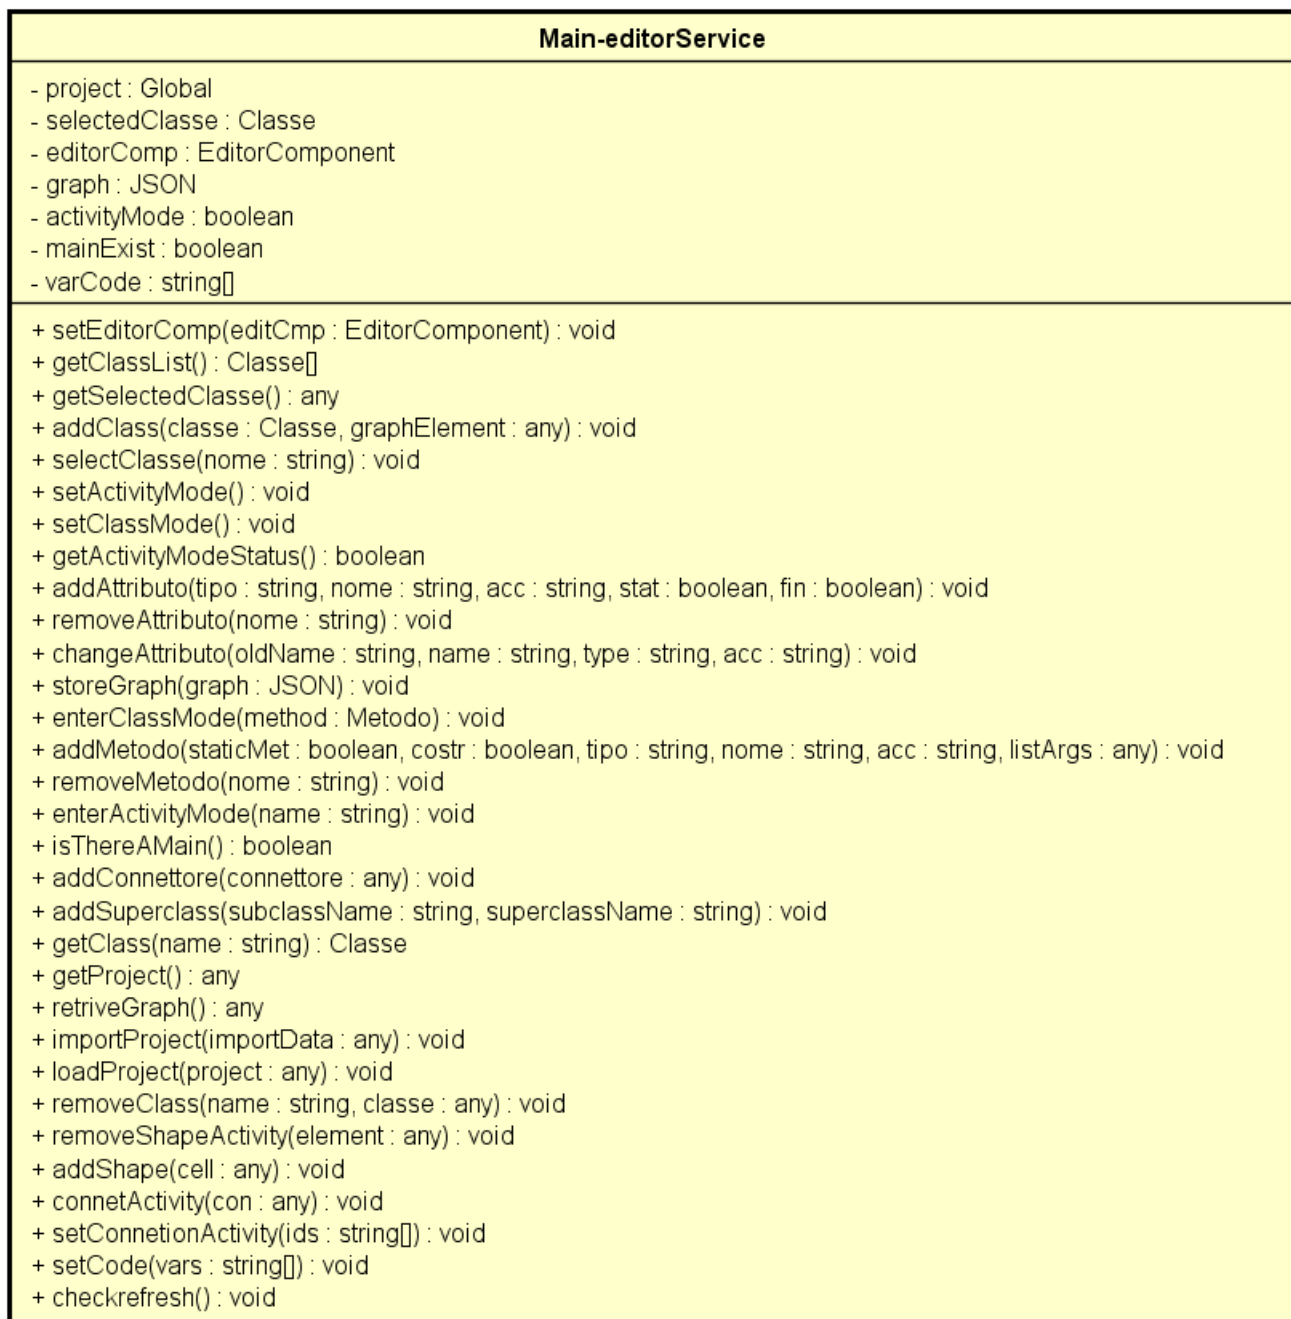 Main-editorService
- project : Global
- selectedClasse : Classe
- editorComp : EditorComponent
- graph : JSON
- activityMode : boolean
- mainExist : boolean
- varCode : string[]
+ setEditorComp(editCmp : EditorComponent) : void
+ getClassList() : Classe[]
+ getSelectedClasse() : any
+ addClass(classe : Classe, graphElement : any) : void
+ selectClasse(nome : string) : void
+ setActivityMode() : void
+ setClassMode() : void
+ getActivityModeStatus() : boolean
+ addAttributo(tipo : string, nome : string, acc : string, stat : boolean, fin : boolean) : void
+ removeAttributo(nome : string) : void
+ changeAttributo(oldName : string, name : string, type : string, acc : string) : void
+ storeGraph(graph : JSON) : void
+ enterClassMode(method : Metodo) : void
+ addMetodo(staticMet : boolean, costr : boolean, tipo : string, nome : string, acc : string, listArgs : any) : void
+ removeMetodo(nome : string) : void
+ enterActivityMode(name : string) : void
+ isThereAMain() : boolean
+ addConnettore(connettore : any) : void
+ addSuperclass(subclassName : string, superclassName : string) : void
+ getClass(name : string) : Classe
+ getProject() : any
+ retriveGraph() : any
+ importProject(importData : any) : void
+ loadProject(project : any) : void
+ removeClass(name : string, classe : any) : void
+ removeShapeActivity(element : any) : void
+ addShape(cell : any) : void
+ connetActivity(con : any) : void
+ setConnetionActivity(ids : string[]) : void
+ setCode(vars : string[]) : void
+ checkrefresh() : void